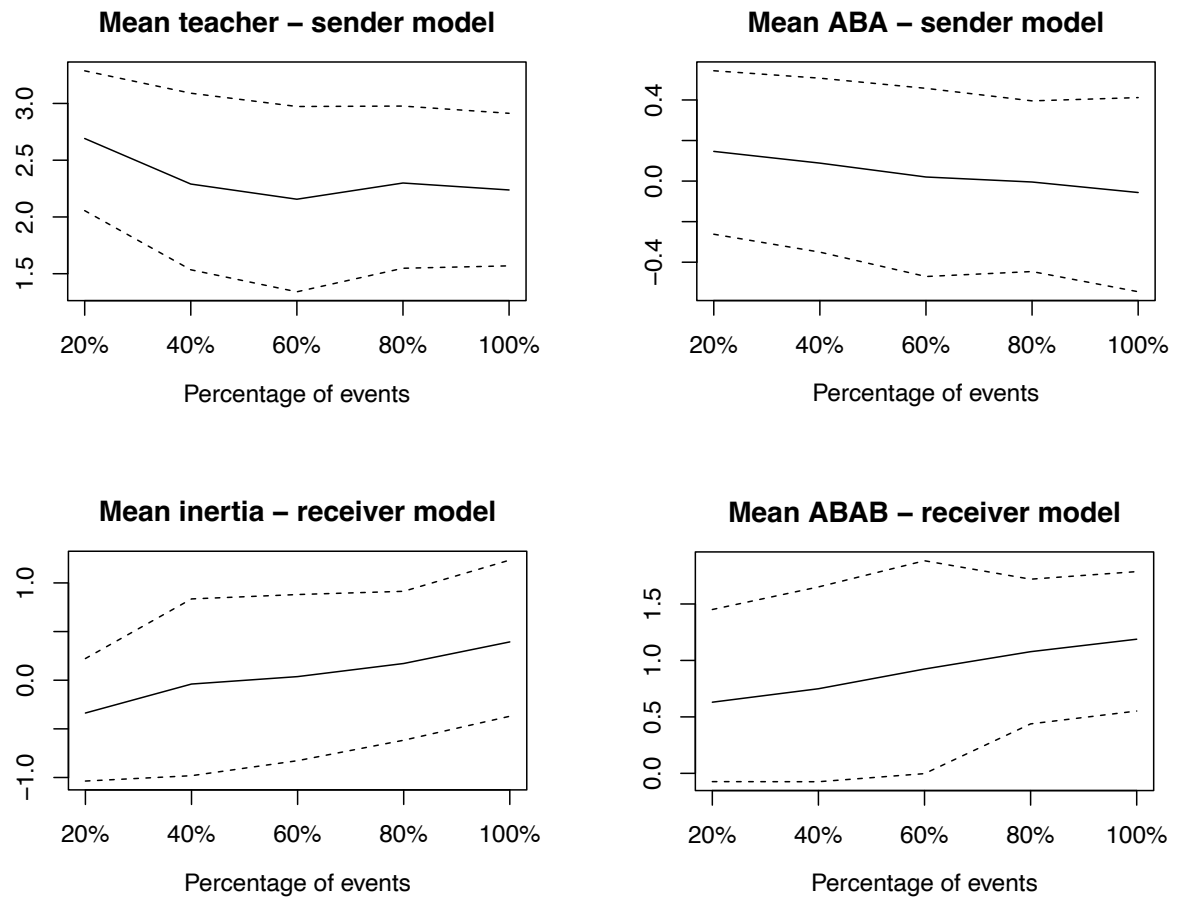 Mean teacher – sender model
3.0
2.5
2.0
1.5
20% 40% 60% 80% 100%
Percentage of events
Mean ABA – sender model
0.4
0.0
−0.4
20% 40% 60% 80% 100%
Percentage of events
Mean inertia – receiver model
1.0
0.0
−1.0
20% 40% 60% 80% 100%
Percentage of events
Mean ABAB – receiver model
1.5
1.0
0.5
0.0
20% 40% 60% 80% 100%
Percentage of events